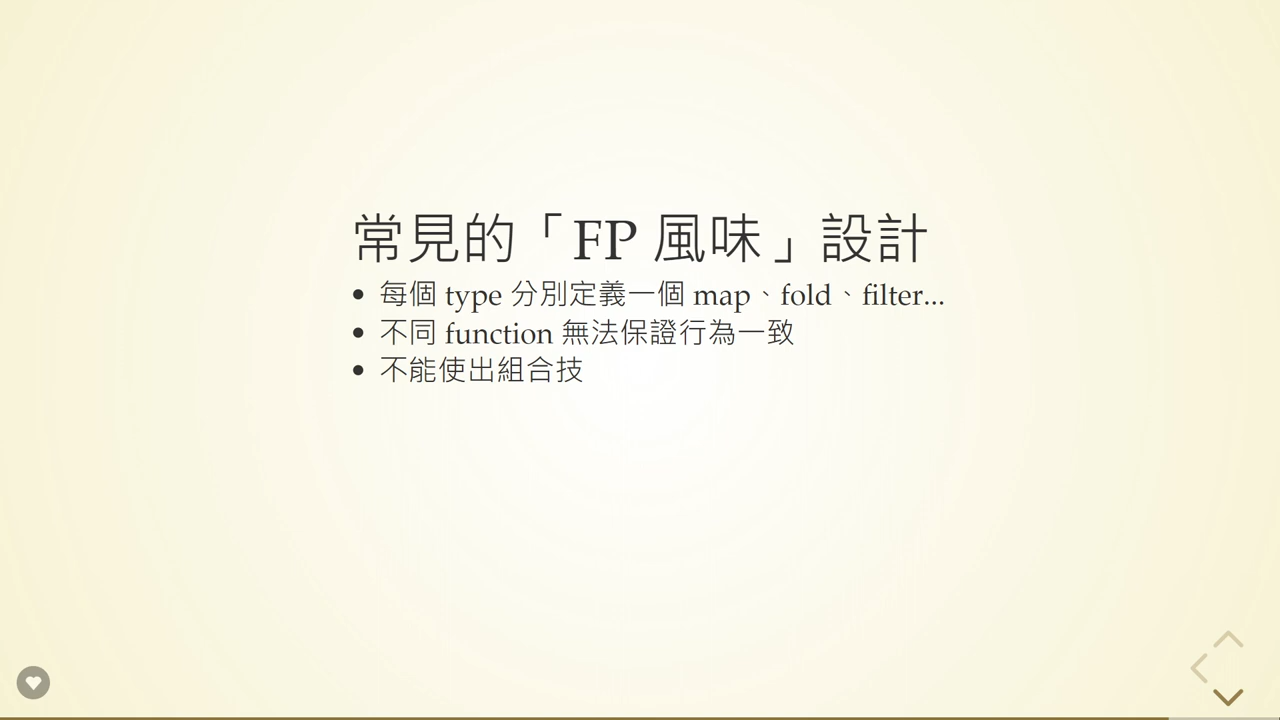 常見的「FP 風味」設計
每個 type 分別定義一個 map、fold、filter...
不同 function 無法保證行為一致
不能使出組合技